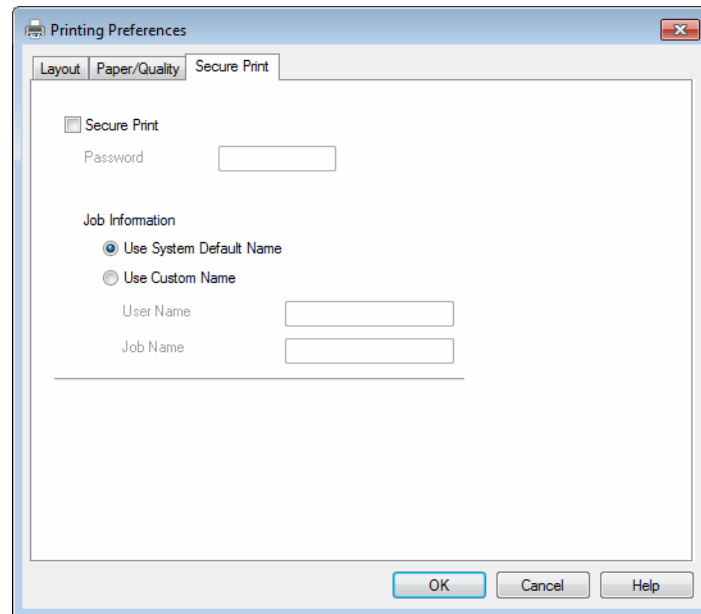 Printing Preferences
Layout Paper/Quality Secure Print
Secure Print
Password
Job Information
Use System Default Name
Use Custom Name
User Name
Job Name
OK Cancel Help